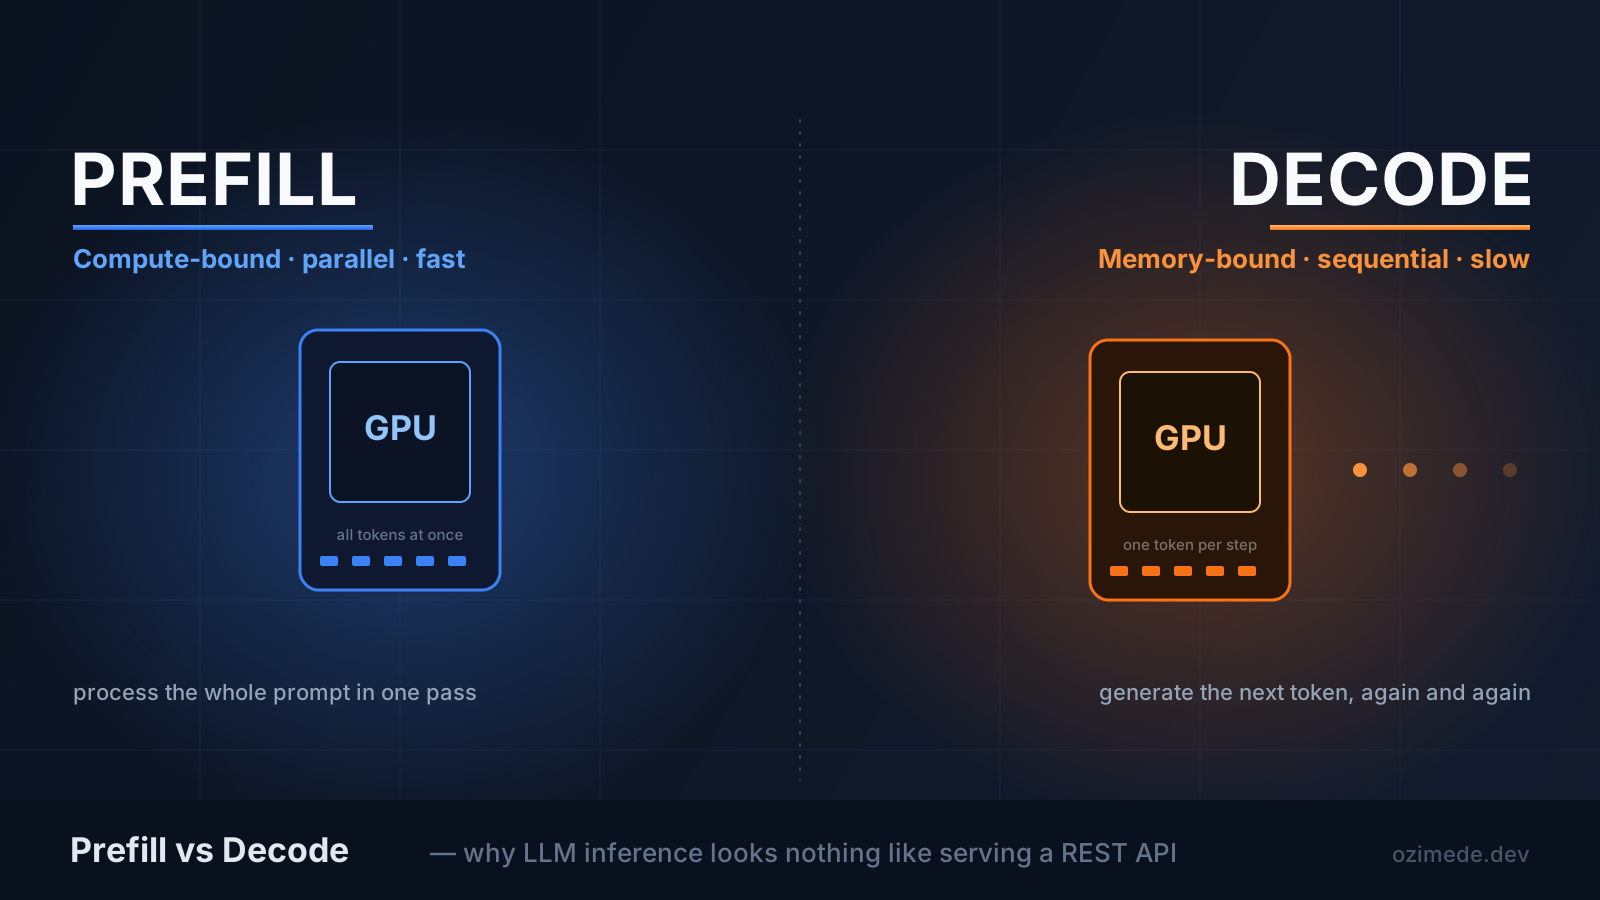 PREFILL
Compute-bound · parallel · fast
GPU
all tokens at once
process the whole prompt in one pass
DECODE
Memory-bound · sequential · slow
GPU
one token per step
generate the next token, again and again
Prefill vs Decode — why LLM inference looks nothing like serving a REST API
ozimede.dev